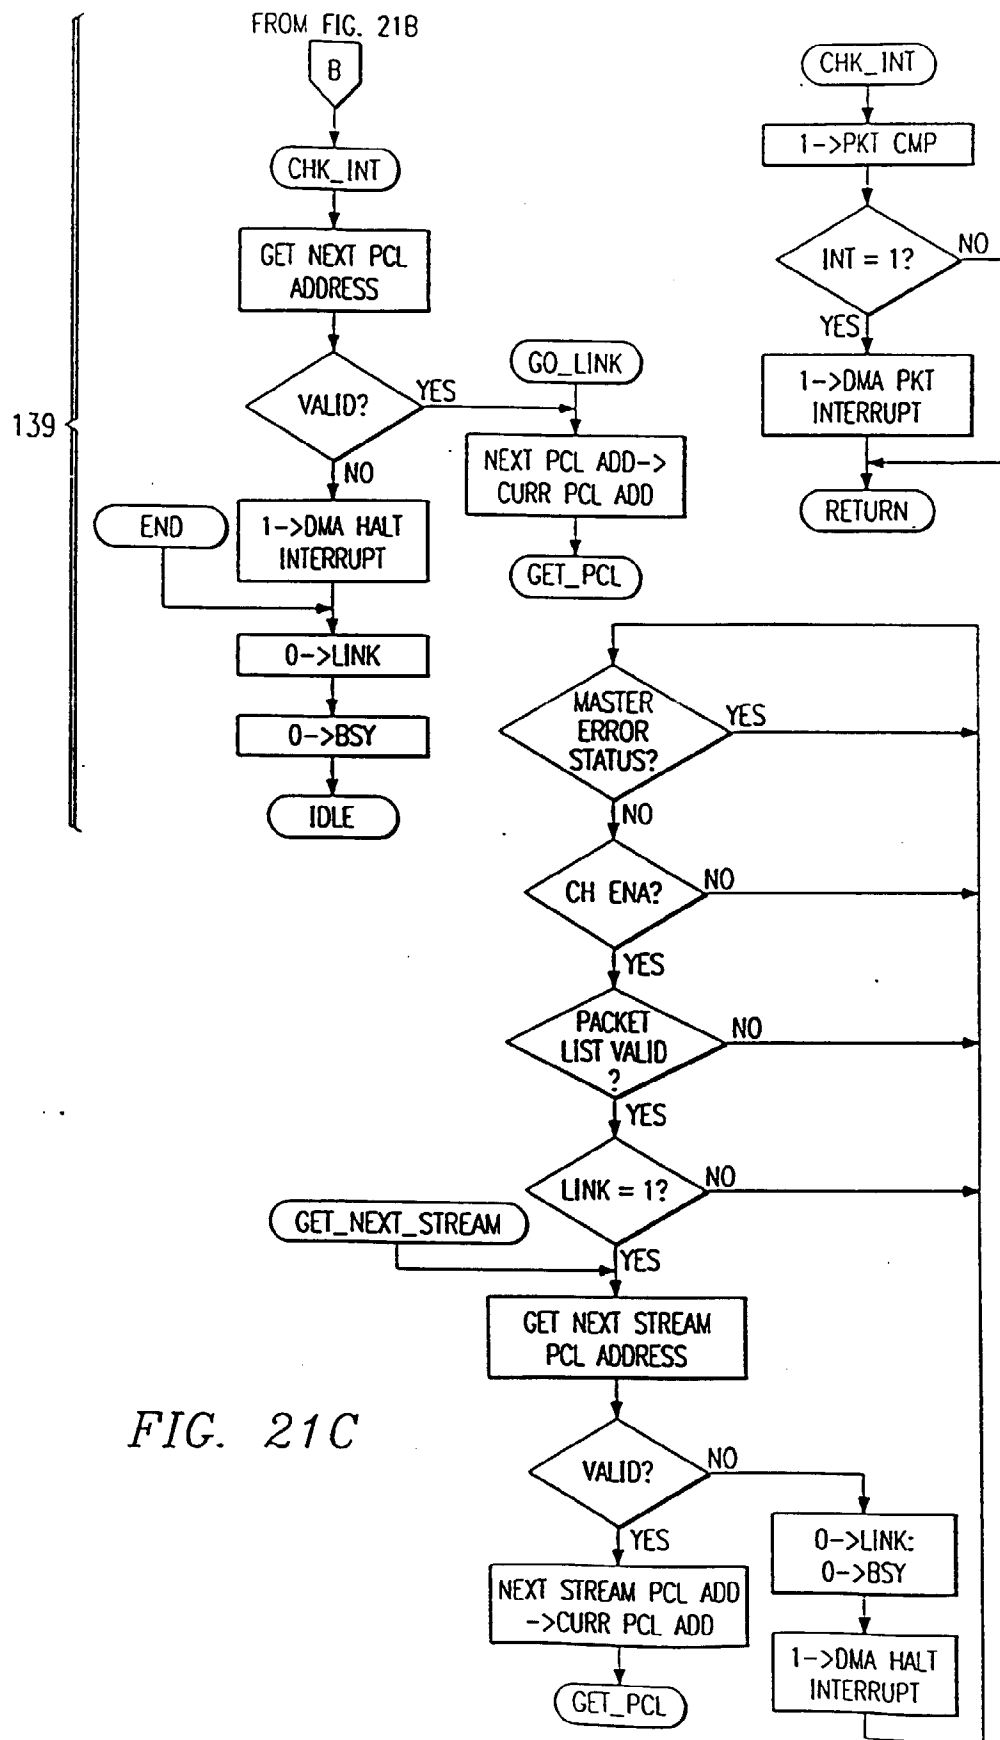 FROM FIG. 21B
B
CHK_INT
GET NEXT PCL
ADDRESS
VALID?
YES
NO
139
END
1->DMA HALT
INTERRUPT
0->LINK
0->BSY
IDLE
GO_LINK
NEXT PCL ADD->
CURR PCL ADD
GET_PCL
CHK_INT
1->PKT CMP
INT = 1?
NO
YES
1->DMA PKT
INTERRUPT
RETURN
MASTER
ERROR
STATUS?
YES
NO
CH ENA?
NO
YES
PACKET
LIST VALID
?
NO
YES
LINK = 1?
NO
YES
GET_NEXT_STREAM
GET NEXT STREAM
PCL ADDRESS
VALID?
NO
YES
NEXT STREAM PCL ADD
->CURR PCL ADD
GET_PCL
0->LINK:
0->BSY
1->DMA HALT
INTERRUPT
FIG. 21C